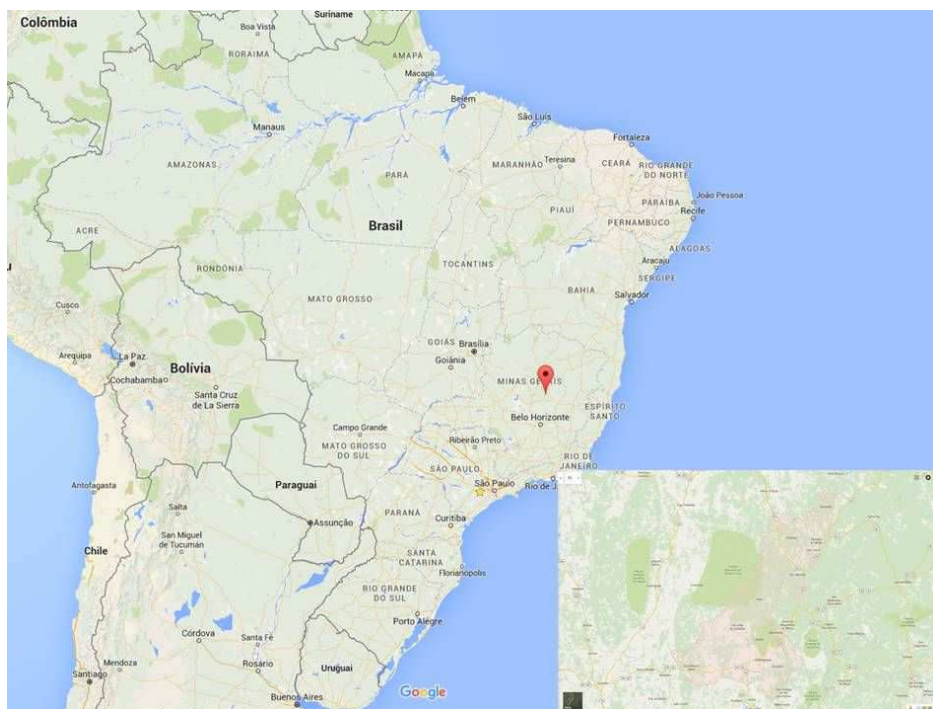 Colômbia
Suriname
Boa Vista
RORAIMA
AMAPÁ
Macapá
Belém
São Luís
Manaus
Fortaleza
AMAZONAS
PARÁ
MARANHÃO
Teresina
CEARÁ
RIO GRANDE
DO NORTE
João Pessoa
PARAÍBA
Recife
PIAUÍ
PERNAMBUCO
Brasil
ACRE
ALAGOAS
Aracaju
SERGIPE
RONDÔNIA
TOCANTINS
MATO GROSSO
BAHIA
Salvador
u
Cusco
GOIÁS
Brasília
Goiânia
Arequipa
La Paz
Bolívia
Cochabamba
Santa Cruz
de La Sierra
MINAS GERAIS
ESPÍRITO
SANTO
Belo Horizonte
Campo Grande
MATO GROSSO
DO SUL
Ribeirão Preto
RIO DE
JANEIRO
SÃO PAULO
Antofagasta
Paraguai
São Paulo
Rio de J
Salta
Assunção
PARANÁ
Curitiba
San Miguel
de Tucumán
Chile
SANTA
CATARINA
Florianópolis
RIO GRANDE
DO SUL
Porto Alegre
Córdova
Santa Fé
Mendoza
Rosário
Uruguai
Santiago
Buenos Aires
Google